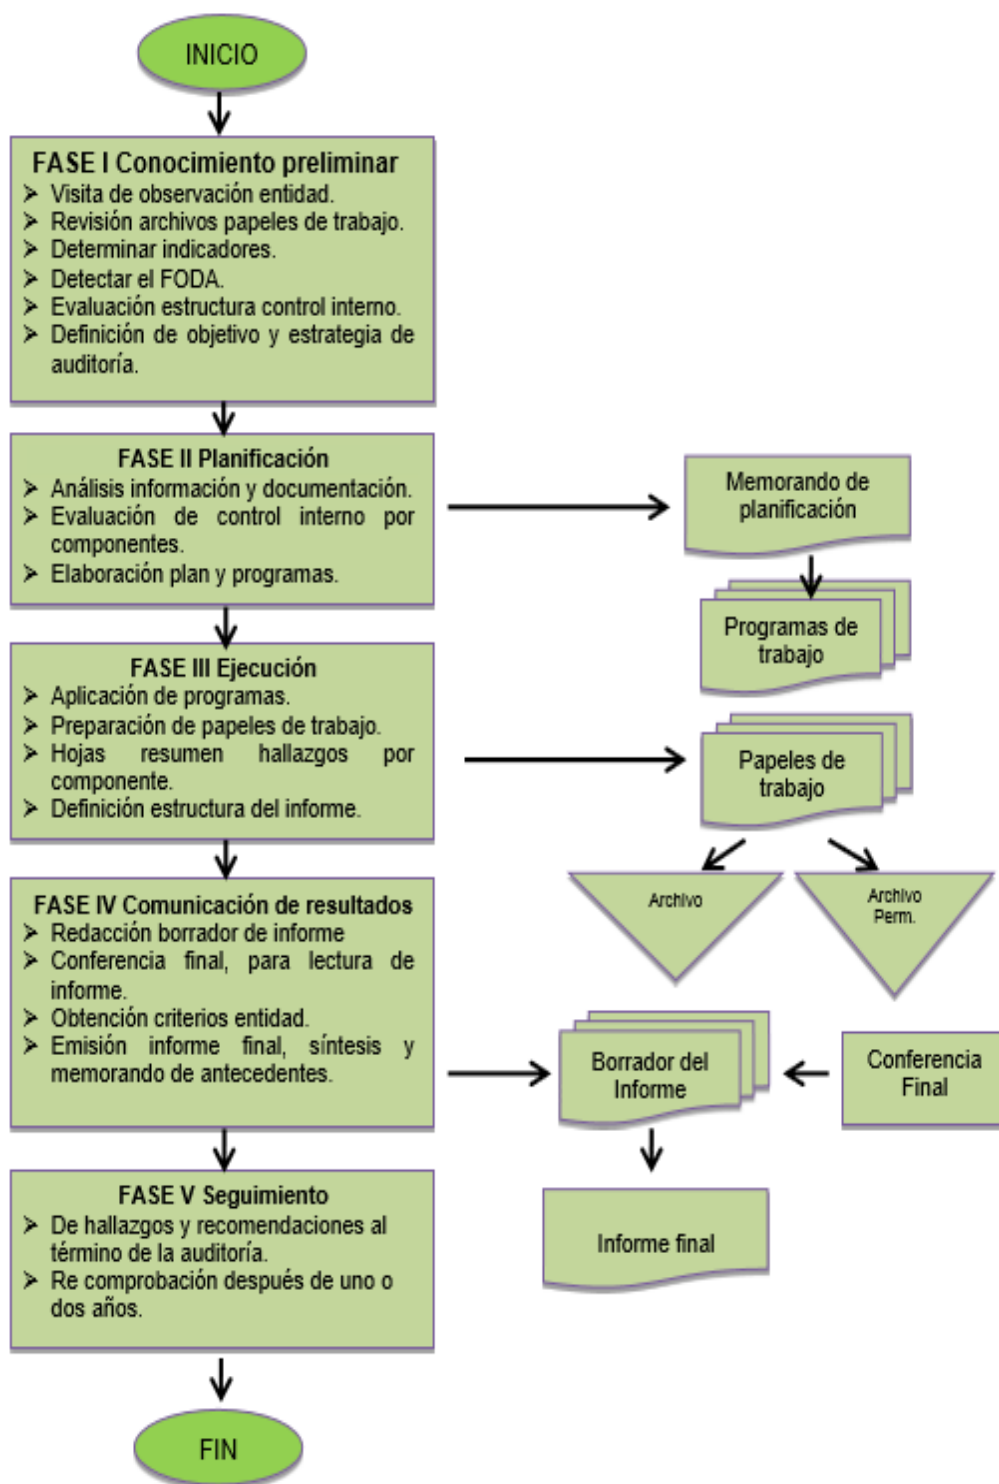 INICIO
FASE I Conocimiento preliminar
➢ Visita de observación entidad.
➢ Revisión archivos papeles de trabajo.
➢ Determinar indicadores.
➢ Detectar el FODA.
➢ Evaluación estructura control interno.
➢ Definición de objetivo y estrategia de
auditoría.
FASE II Planificación
➢ Análisis información y documentación.
➢ Evaluación de control interno por
componentes.
➢ Elaboración plan y programas.
Memorando de
planificación
Programas de
trabajo
FASE III Ejecución
➢ Aplicación de programas.
➢ Preparación de papeles de trabajo.
➢ Hojas resumen hallazgos por
componente.
➢ Definición estructura del informe.
Papeles de
trabajo
Archivo
Archivo
Perm.
FASE IV Comunicación de resultados
➢ Redacción borrador de informe
➢ Conferencia final, para lectura de
informe.
➢ Obtención criterios entidad.
➢ Emisión informe final, síntesis y
memorando de antecedentes.
Borrador del
Informe
Conferencia
Final
Informe final
FASE V Seguimiento
➢ De hallazgos y recomendaciones al
término de la auditoría.
➢ Re comprobación después de uno o
dos años.
FIN